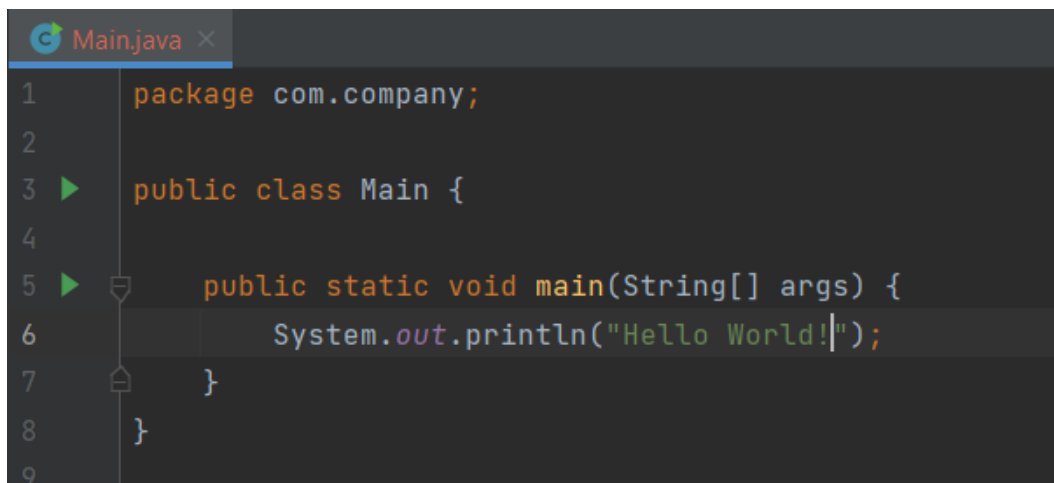 Main.java
1 package com.company;
2
3 public class Main {
4
5     public static void main(String[] args) {
6         System.out.println("Hello World!");
7     }
8 }
9